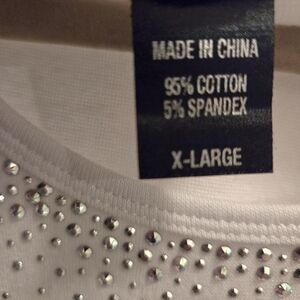 MADE IN CHINA
95% COTTON
5% SPANDEX
X-LARGE